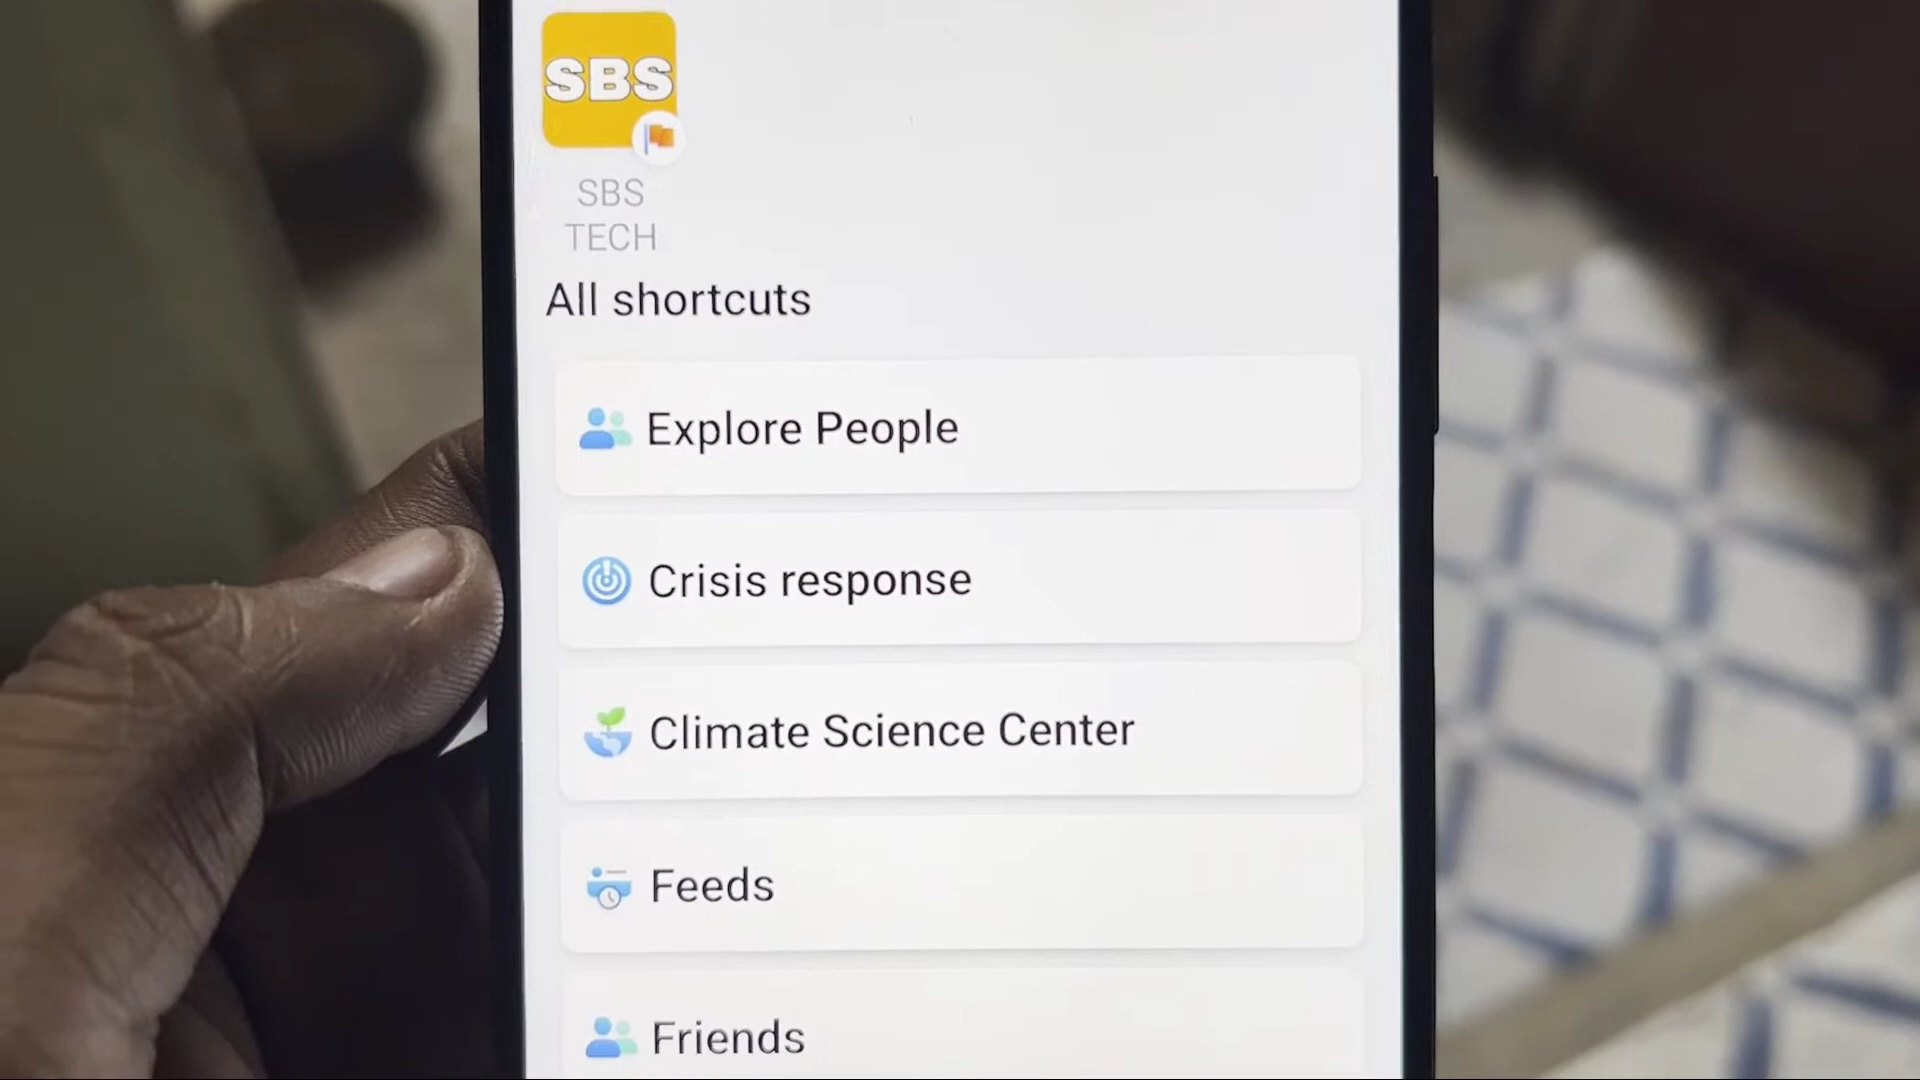 SBS
SBS
TECH
All shortcuts
Explore People
Crisis response
Climate Science Center
Feeds
Friends